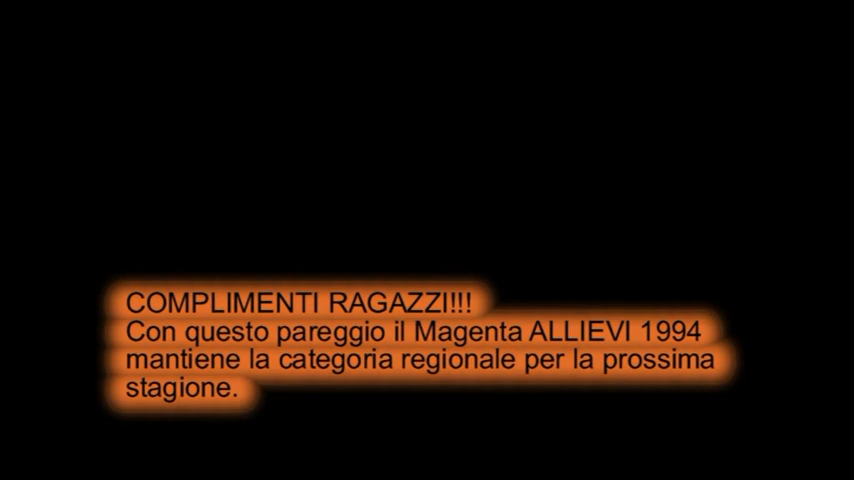 COMPLIMENTI RAGAZZI!!!
Con questo pareggio il Magenta ALLIEVI 1994
mantiene la categoria regionale per la prossima
stagione.